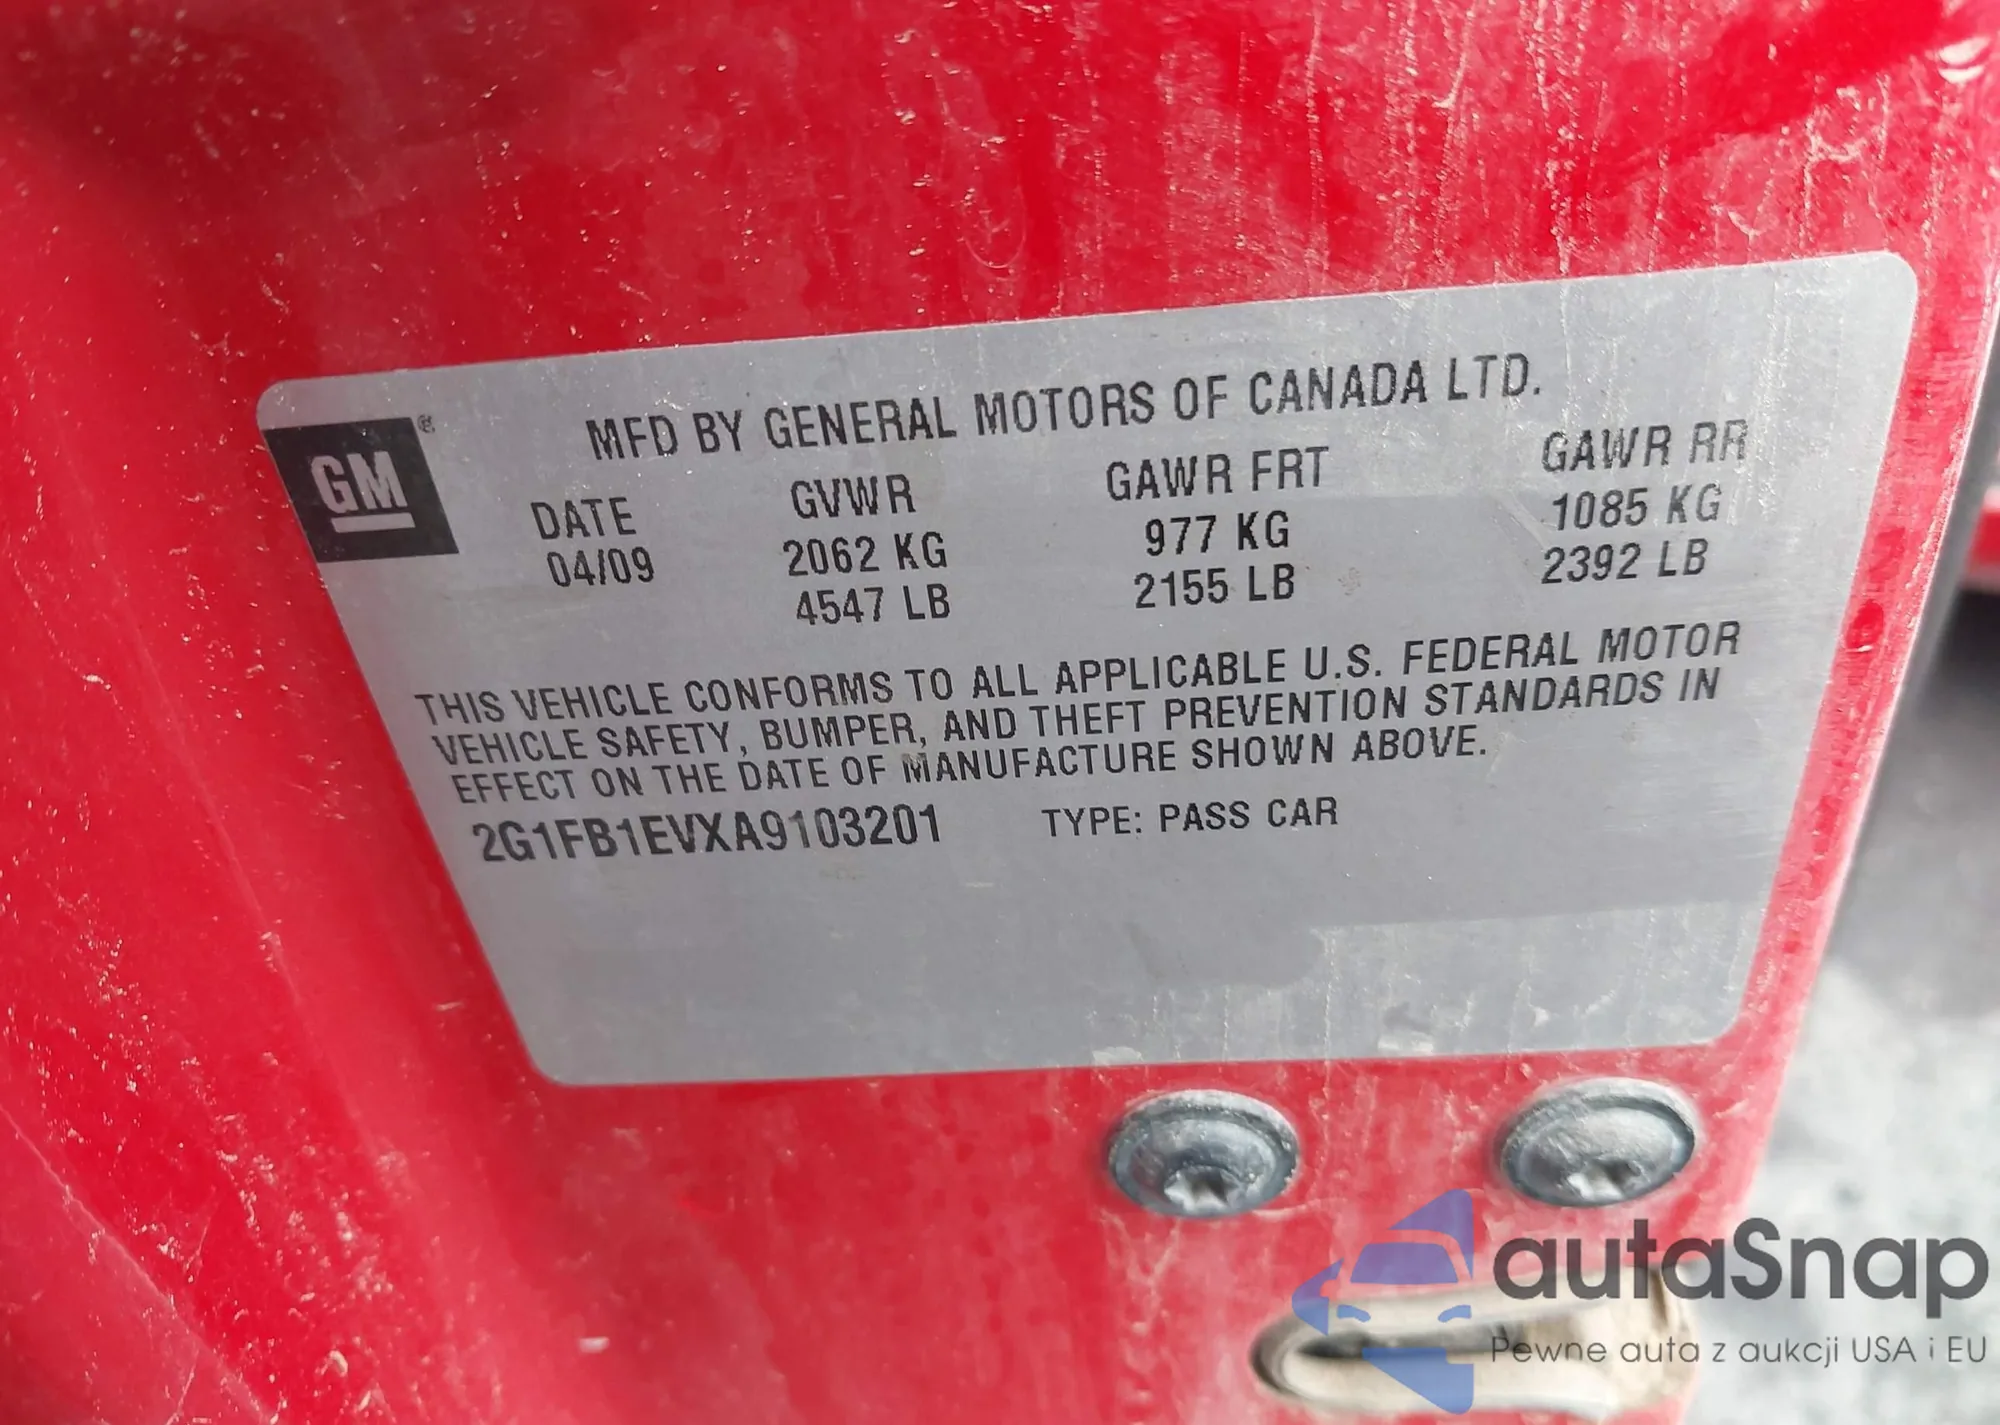 GM ®
MFD BY GENERAL MOTORS OF CANADA LTD.
DATE GVWR GAWR FRT GAWR RR
04/09 2062 KG 977 KG 1085 KG
4547 LB 2155 LB 2392 LB
THIS VEHICLE CONFORMS TO ALL APPLICABLE U.S. FEDERAL MOTOR
VEHICLE SAFETY, BUMPER, AND THEFT PREVENTION STANDARDS IN
EFFECT ON THE DATE OF MANUFACTURE SHOWN ABOVE.
2G1FB1EVXA9103201 TYPE: PASS CAR
autaSnap
Pewne auta z aukcji USA i EU